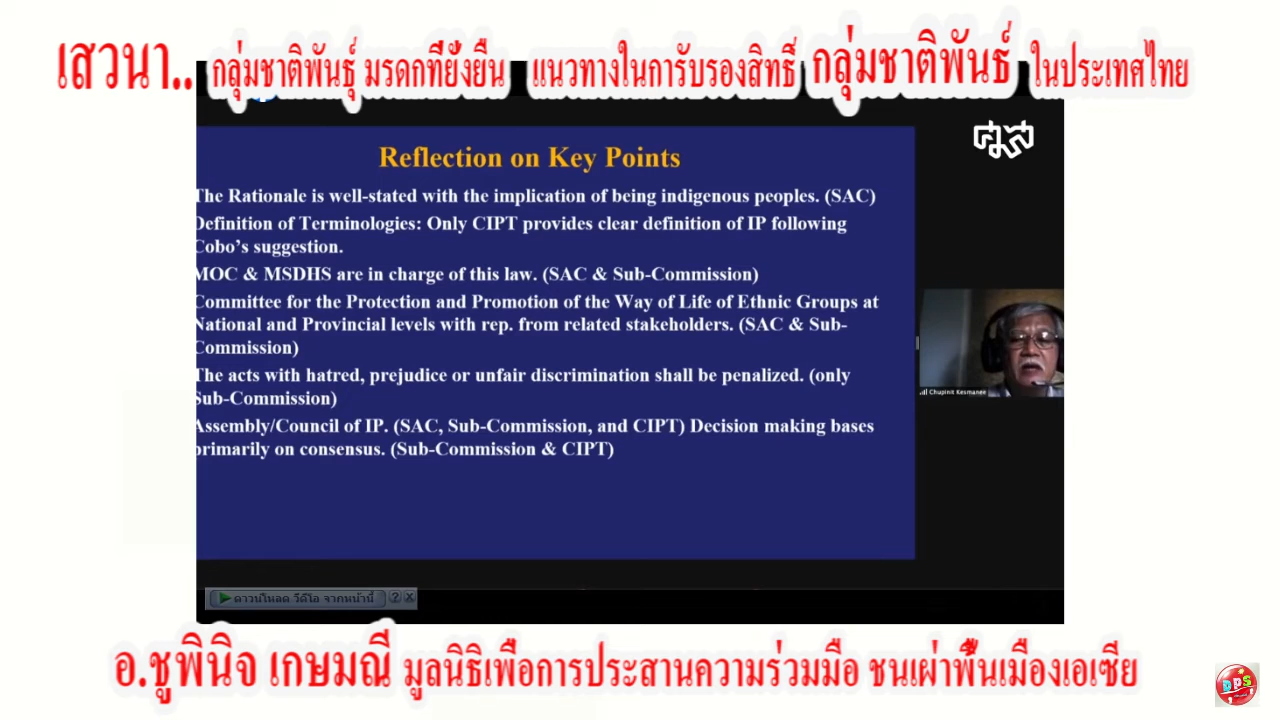 เสวนา.. กลุ่มชาติพันธุ์ มรดกที่ยั่งยืน แนวทางในการับรองสิทธิ์ กลุ่มชาติพันธ์ ในประเทศไทย
ศมส
Reflection on Key Points
The Rationale is well-stated with the implication of being indigenous peoples. (SAC)
Definition of Terminologies: Only CIPT provides clear definition of IP following
Cobo's suggestion.
MOC & MSDHS are in charge of this law. (SAC & Sub-Commission)
Committee for the Protection and Promotion of the Way of Life of Ethnic Groups at
National and Provincial levels with rep. from related stakeholders. (SAC & Sub-
Commission)
The acts with hatred, prejudice or unfair discrimination shall be penalized. (only
Sub-Commission)
Assembly/Council of IP. (SAC, Sub-Commission, and CIPT) Decision making bases
primarily on consensus. (Sub-Commission & CIPT)
Chupinit Kesmanee
ดาวน์โหลด วีดีโอ จากหน้านี้ ? X
อ.ชูพินิจ เกษมณี มูลนิธิเพื่อการประสานความร่วมมือ ชนเผ่าพื้นเมืองเอเซีย
DPS